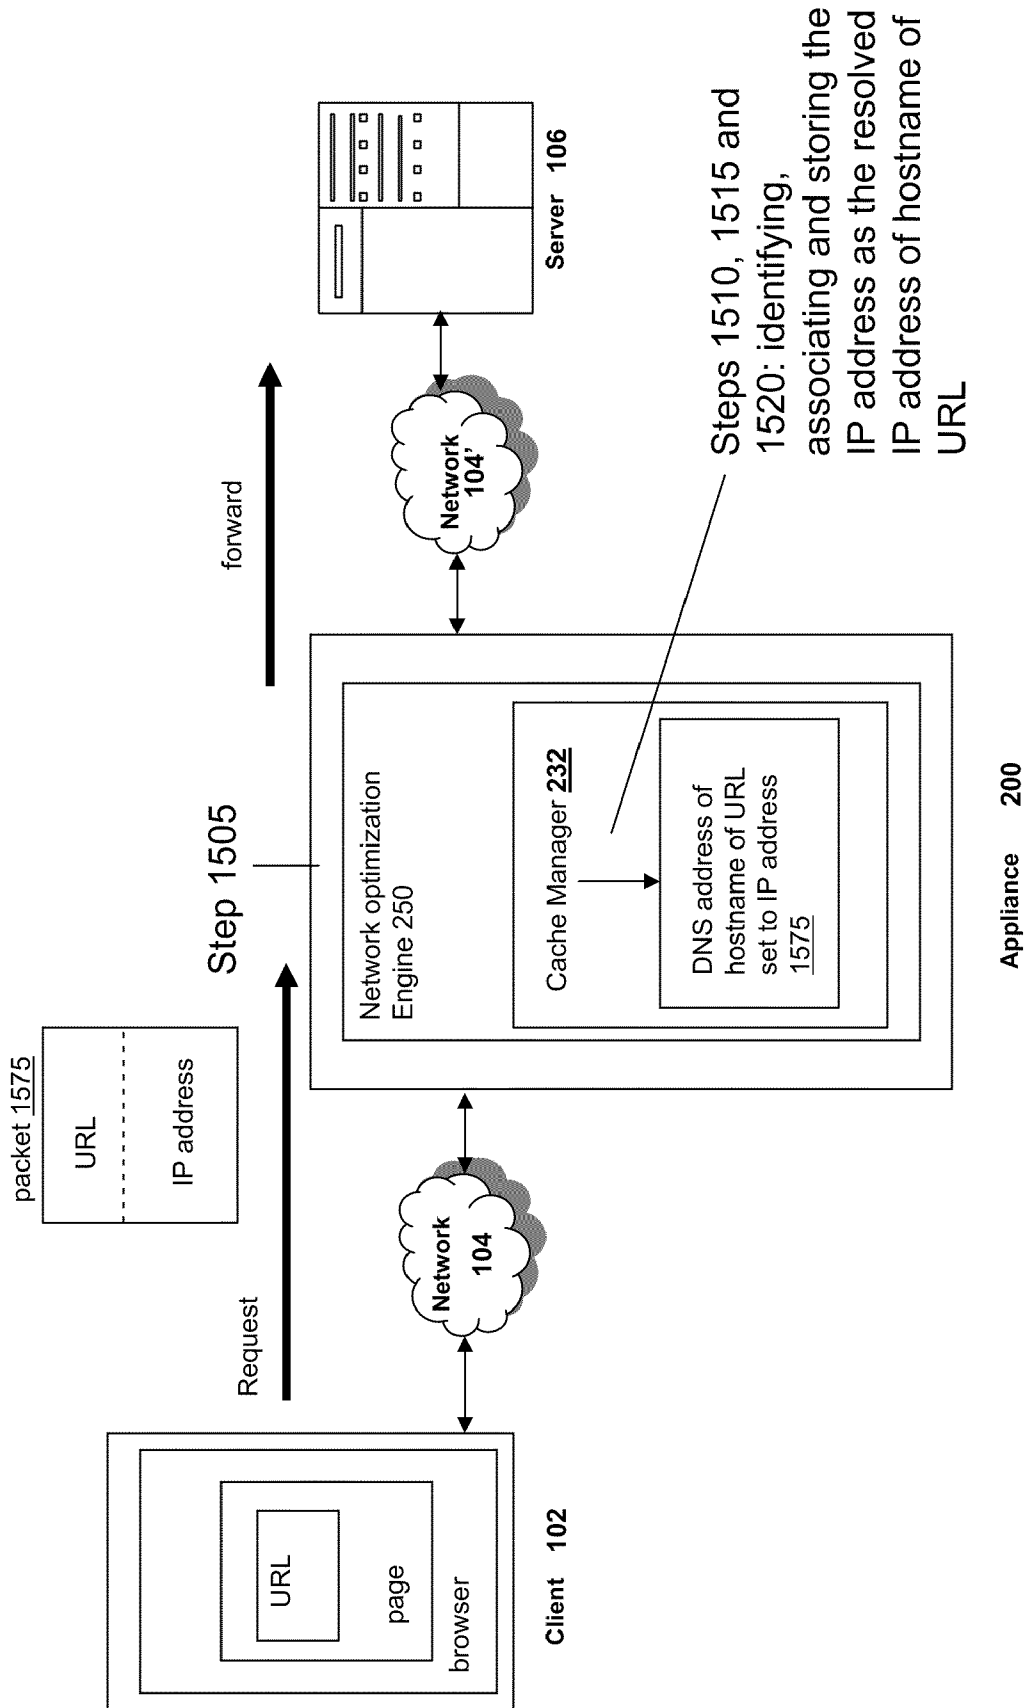 packet 1575
URL
IP address
Request
Step 1505
forward
URL
page
browser
Client 102
Network
104
Network optimization
Engine 250
Cache Manager 232
DNS address of
hostname of URL
set to IP address
1575
Appliance 200
Network
104'
Server 106
Steps 1510, 1515 and
1520: identifying,
associating and storing the
IP address as the resolved
IP address of hostname of
URL